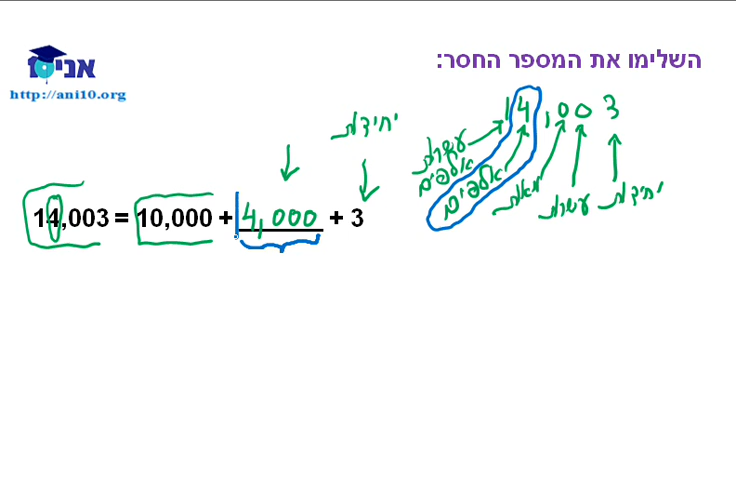 השלימו את המספר החסר:
אני10
http://ani10.org
14,003
יחידות
עשרות אלפים
אלפים
מאות
עשרות
יחידות
14,003 = 10,000 + 4,000 + 3